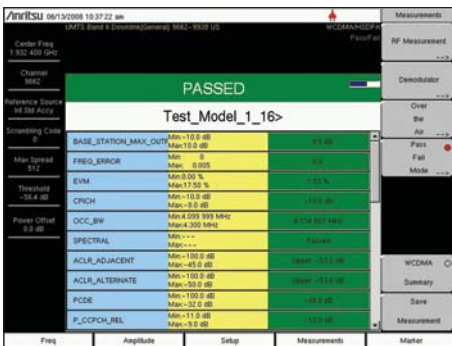 Anritsu 06/13/2008 10:37:22 am
UMTS Band II Downlink(General) 9662 - 9938 US
WCDMA/HSDPA
Pass/Fail
Center Freq
1 932.400 GHz
Channel
9662
Reference Source
Int Std Accy
Scrambling Code
0
Max Spread
512
Threshold
-56.4 dB
Power Offset
0.0 dB
PASSED
Test_Model_1_16>
BASE_STATION_MAX_OUTP Min:-10.0 dB
Max:10.0 dB
FREQ_ERROR Min: 0
Max: 0.005
EVM Min:0.00 %
Max:17.50 %
CPICH Min:-10.0 dB
Max:-8.0 dB
OCC_BW Min:4.099 999 MHz
Max:4.300 MHz
SPECTRAL Min:---
Max:---
ACLR_ADJACENT Min:-100.0 dB
Max:-45.0 dB
ACLR_ALTERNATE Min:-100.0 dB
Max:-50.0 dB
PCDE Min:-100.0 dB
Max:-32.0 dB
P_CCPCH_REL Min:-11.0 dB
Max:-9.0 dB
Measurements
RF Measurement
-->
Demodulator
-->
Over
the
Air -->
Pass
Fail
Mode -->
WCDMA
Summary
Save
Measurement
Freq Amplitude Setup Measurements Marker